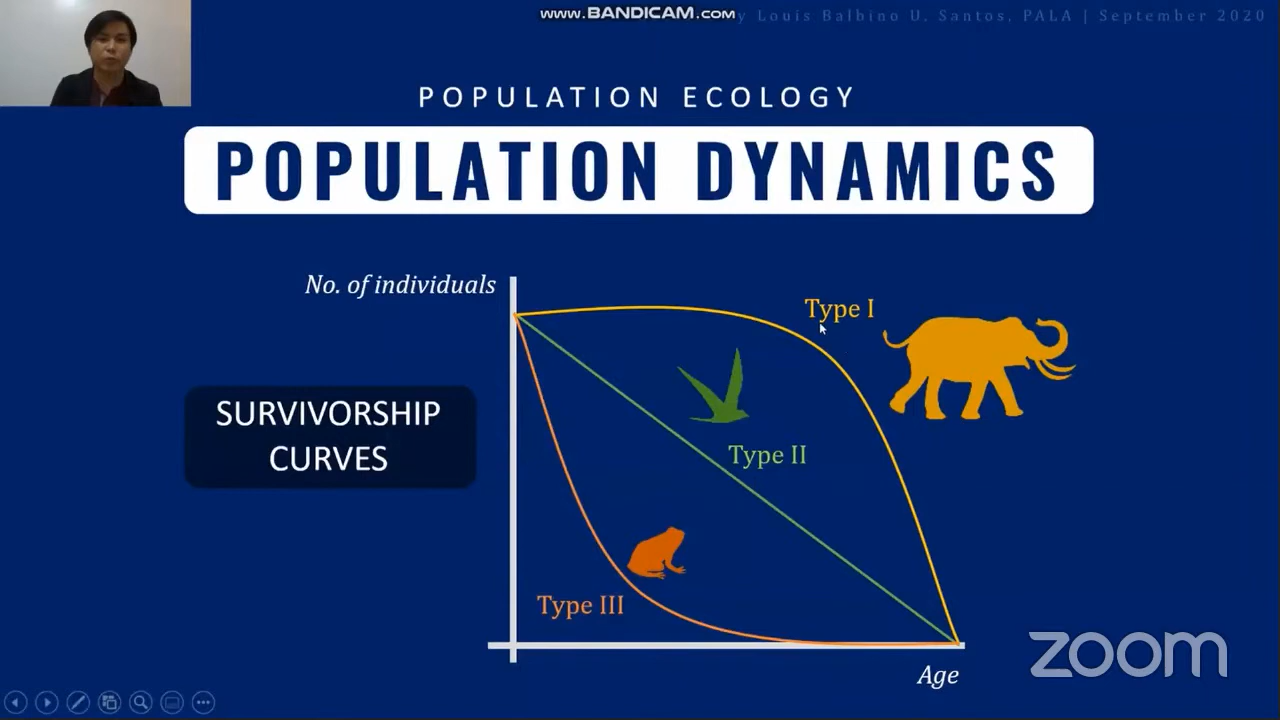 www.BANDICAM.com
y Louis Balbino U. Santos, PALA | September 2020
POPULATION ECOLOGY
POPULATION DYNAMICS
No. of individuals
Type I
SURVIVORSHIP
CURVES
Type II
Type III
Age
zoom